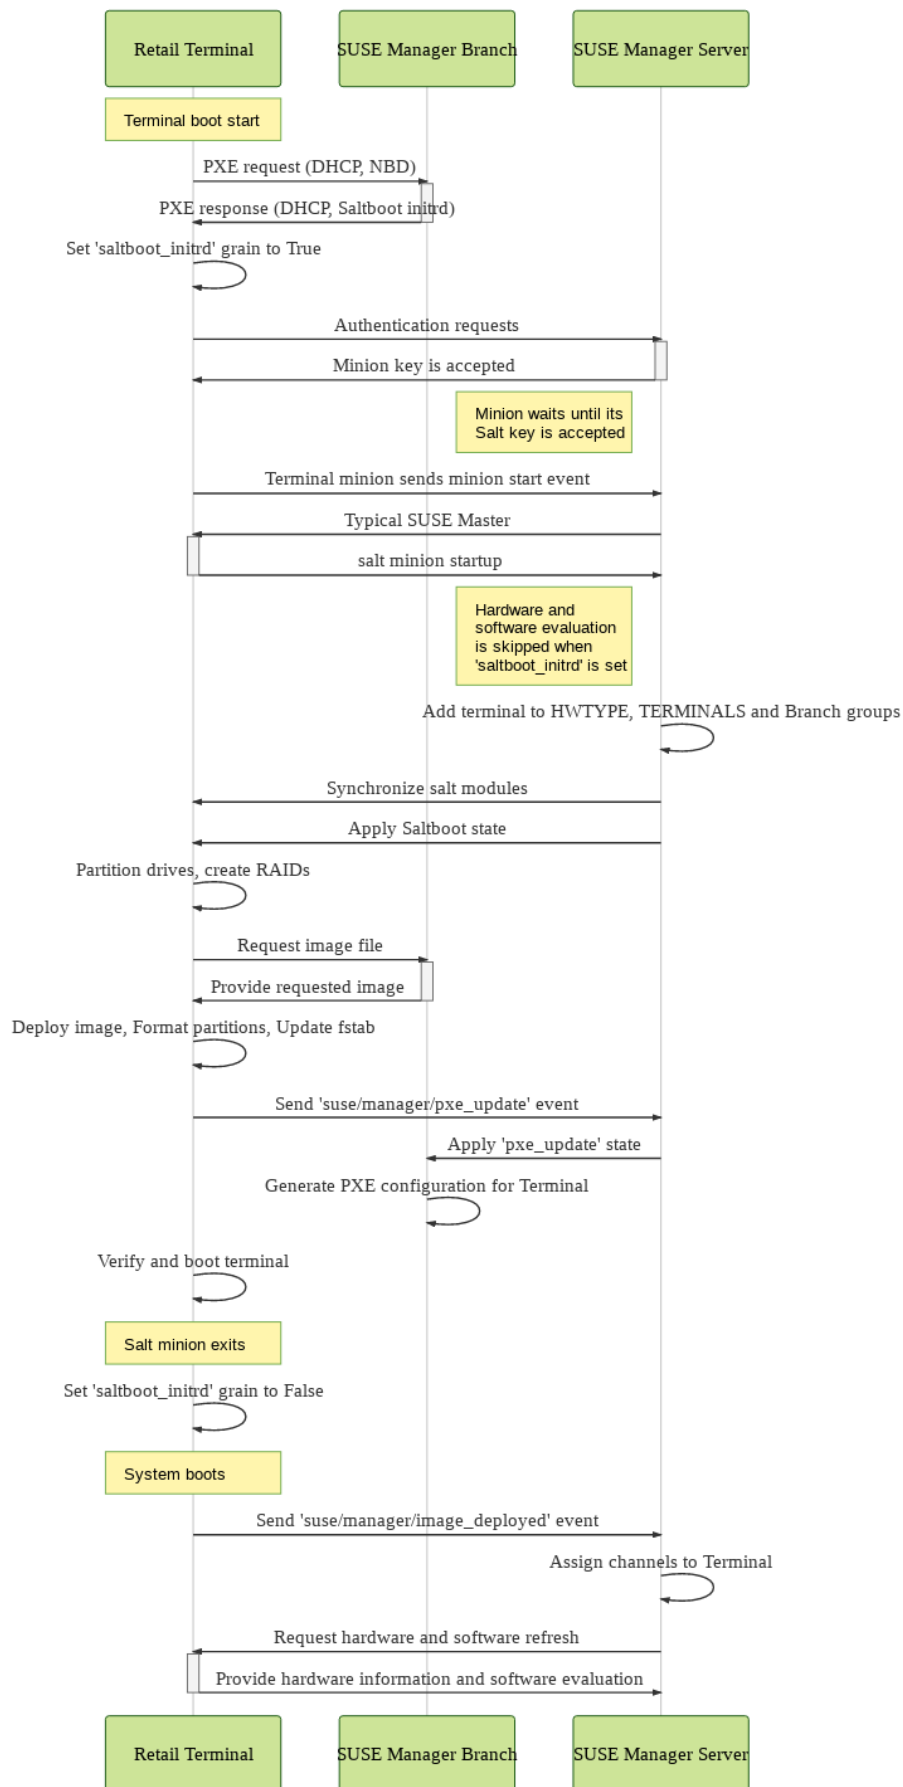 Retail Terminal
SUSE Manager Branch
SUSE Manager Server
Terminal boot start
PXE request (DHCP, NBD)
PXE response (DHCP, Saltboot initrd)
Set 'saltboot_initrd' grain to True
Authentication requests
Minion key is accepted
Minion waits until its
Salt key is accepted
Terminal minion sends minion start event
Typical SUSE Master
salt minion startup
Hardware and
software evaluation
is skipped when
'saltboot_initrd' is set
Add terminal to HWTYPE, TERMINALS and Branch groups
Synchronize salt modules
Apply Saltboot state
Partition drives, create RAIDs
Request image file
Provide requested image
Deploy image, Format partitions, Update fstab
Send 'suse/manager/pxe_update' event
Apply 'pxe_update' state
Generate PXE configuration for Terminal
Verify and boot terminal
Salt minion exits
Set 'saltboot_initrd' grain to False
System boots
Send 'suse/manager/image_deployed' event
Assign channels to Terminal
Request hardware and software refresh
Provide hardware information and software evaluation
Retail Terminal
SUSE Manager Branch
SUSE Manager Server